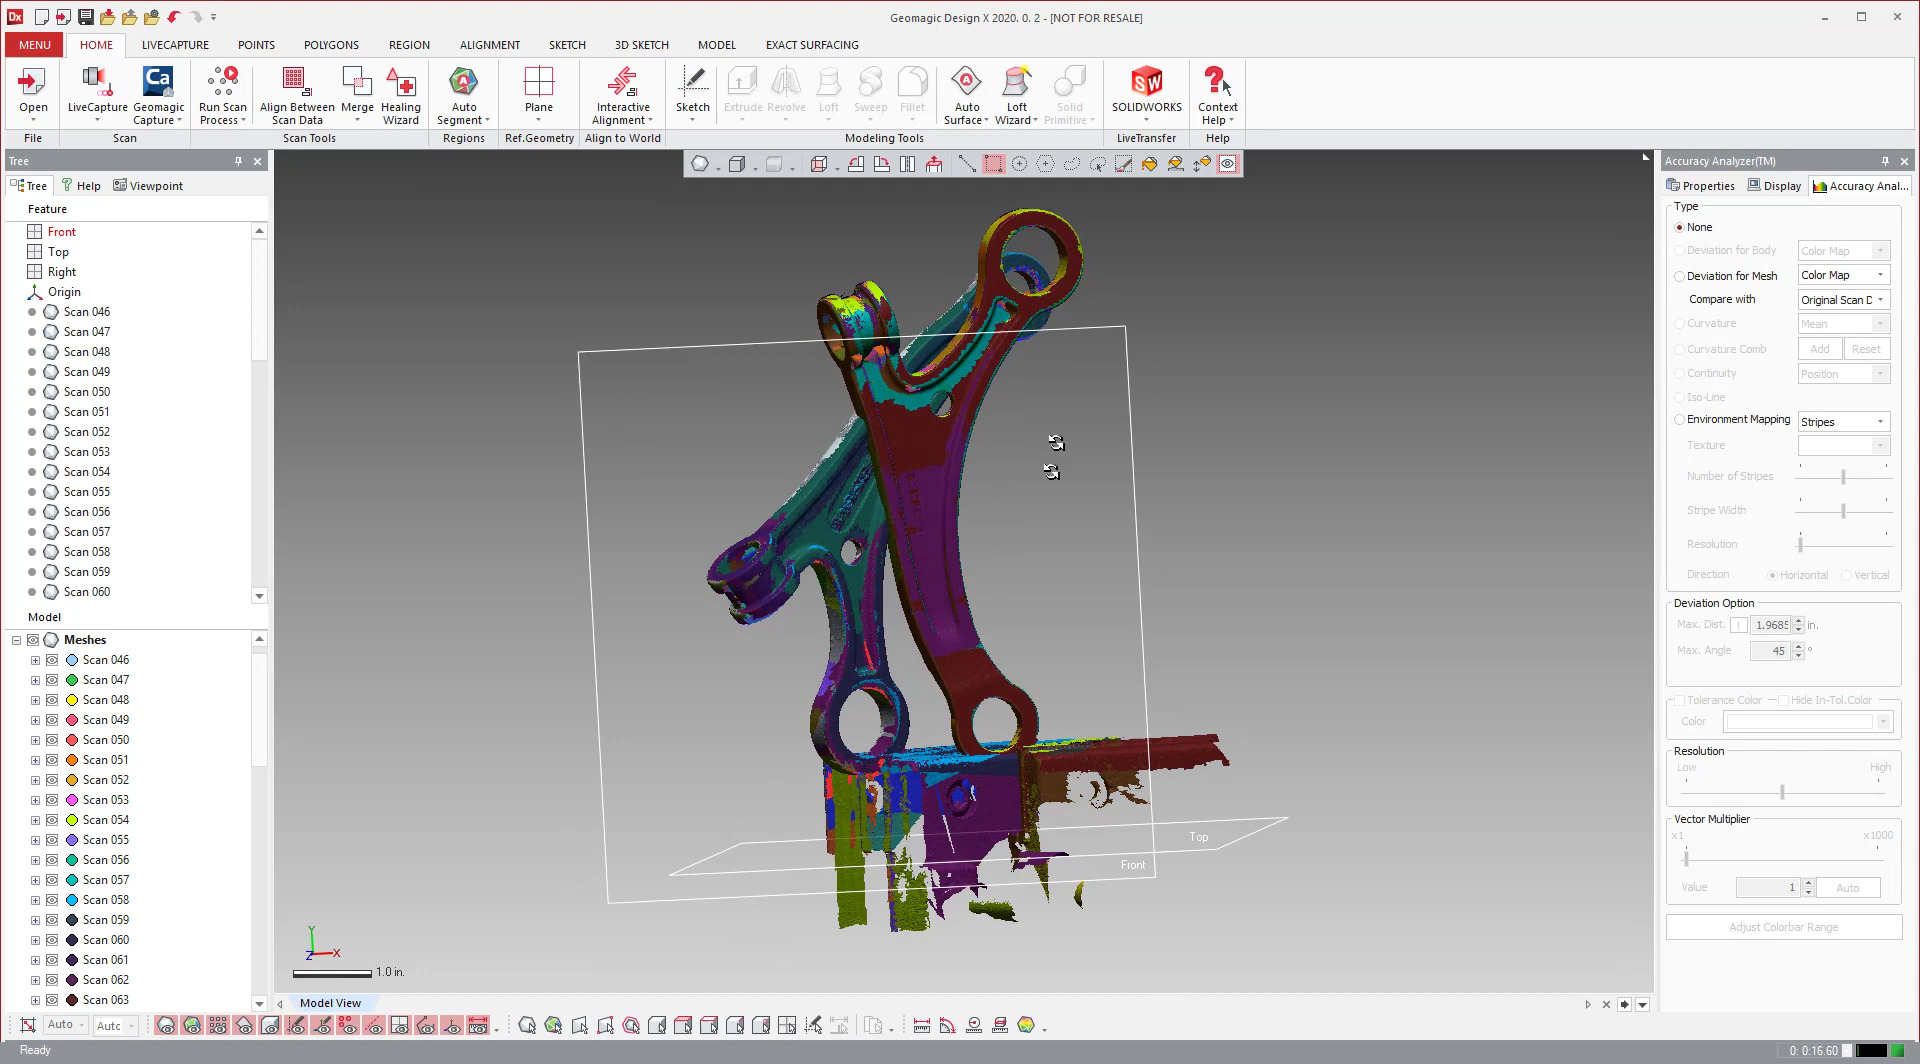 Geomagic Design X 2020. 0. 2 - [NOT FOR RESALE]
MENU HOME LIVECAPTURE POINTS POLYGONS REGION ALIGNMENT SKETCH 3D SKETCH MODEL EXACT SURFACING
Open LiveCapture Geomagic Capture Run Scan Process Align Between Scan Data Merge Healing Wizard Auto Segment Plane Interactive Alignment Sketch Extrude Revolve Loft Sweep Fillet Auto Surface Loft Wizard Solid Primitive SOLIDWORKS Context Help
File Scan Scan Tools Regions Ref.Geometry Align to World Modeling Tools LiveTransfer Help
Tree
Tree Help Viewpoint
Feature
Front
Top
Right
Origin
Scan 046
Scan 047
Scan 048
Scan 049
Scan 050
Scan 051
Scan 052
Scan 053
Scan 054
Scan 055
Scan 056
Scan 057
Scan 058
Scan 059
Scan 060
Model
Meshes
Scan 046
Scan 047
Scan 048
Scan 049
Scan 050
Scan 051
Scan 052
Scan 053
Scan 054
Scan 055
Scan 056
Scan 057
Scan 058
Scan 059
Scan 060
Scan 061
Scan 062
Scan 063
Top
Front
Y
Z X
1.0 in.
Model View
Accuracy Analyzer(TM)
Properties Display Accuracy Anal...
Type
None
Deviation for Body Color Map
Deviation for Mesh Color Map
Compare with Original Scan D
Curvature Mean
Curvature Comb Add Reset
Continuity Position
Iso-Line
Environment Mapping Stripes
Texture
Number of Stripes
Stripe Width
Resolution
Direction Horizontal Vertical
Deviation Option
Max. Dist. 1.9685 in.
Max. Angle 45 °
Tolerance Color Hide In-Tol.Color
Color
Resolution
Low High
Vector Multiplier
x1 x1000
Value 1 Auto
Adjust Colorbar Range
Auto Auto
Ready
0: 0:16.60